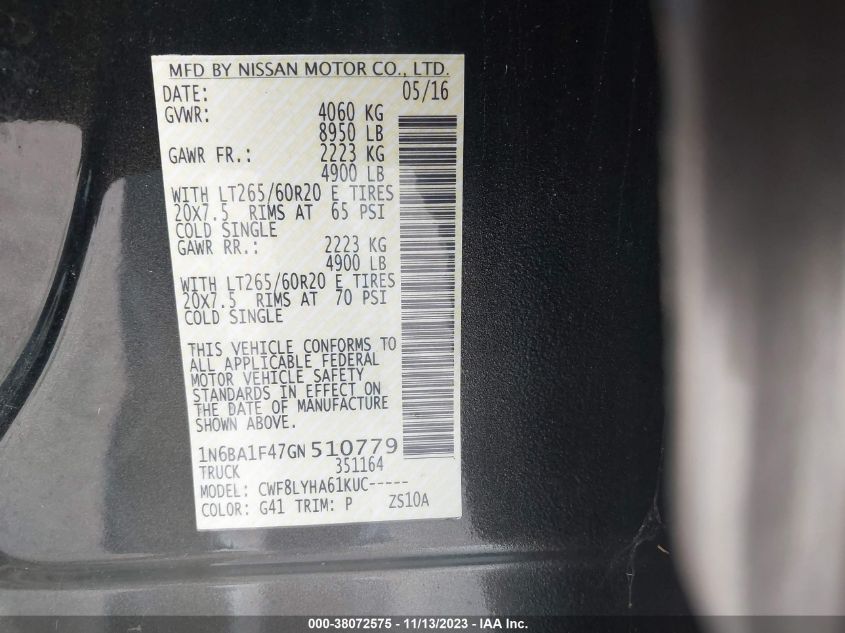 MFD BY NISSAN MOTOR CO., LTD.
DATE: 05/16
GVWR: 4060 KG
8950 LB
GAWR FR.: 2223 KG
4900 LB
WITH LT265/60R20 E TIRES
20X7.5 RIMS AT 65 PSI
COLD SINGLE
GAWR RR.: 2223 KG
4900 LB
WITH LT265/60R20 E TIRES
20X7.5 RIMS AT 70 PSI
COLD SINGLE
THIS VEHICLE CONFORMS TO
ALL APPLICABLE FEDERAL
MOTOR VEHICLE SAFETY
STANDARDS IN EFFECT ON
THE DATE OF MANUFACTURE
SHOWN ABOVE.
1N6BA1F47GN510779
TRUCK 351164
MODEL: CWF8LYHA61KUC-----
COLOR: G41 TRIM: P ZS10A
000-38072575 - 11/13/2023 - IAA Inc.